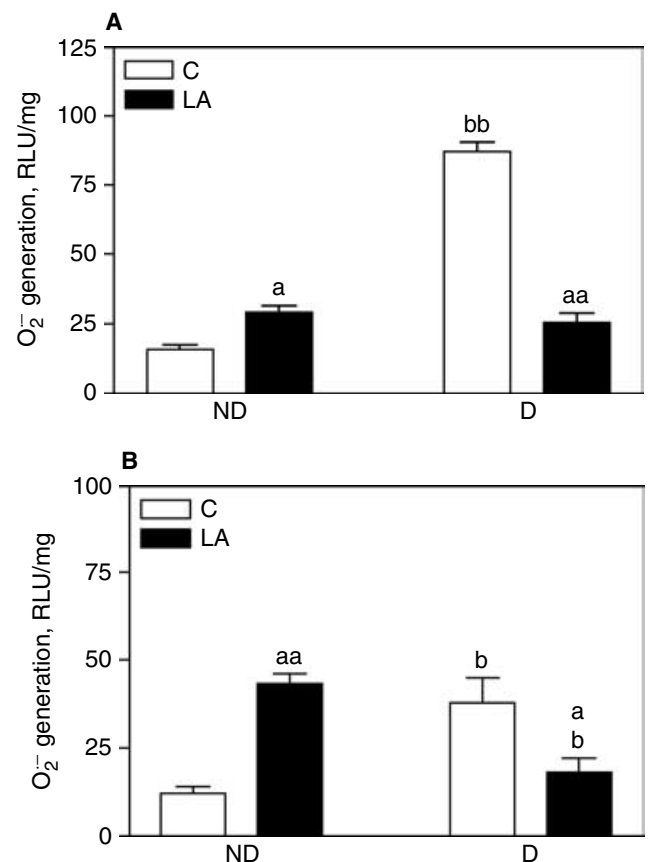 A
O₂·⁻ generation, RLU/mg
125
100
75
50
25
0
C
LA
a
bb
aa
ND D
B
O₂·⁻ generation, RLU/mg
100
75
50
25
0
C
LA
aa
b
a
b
ND D